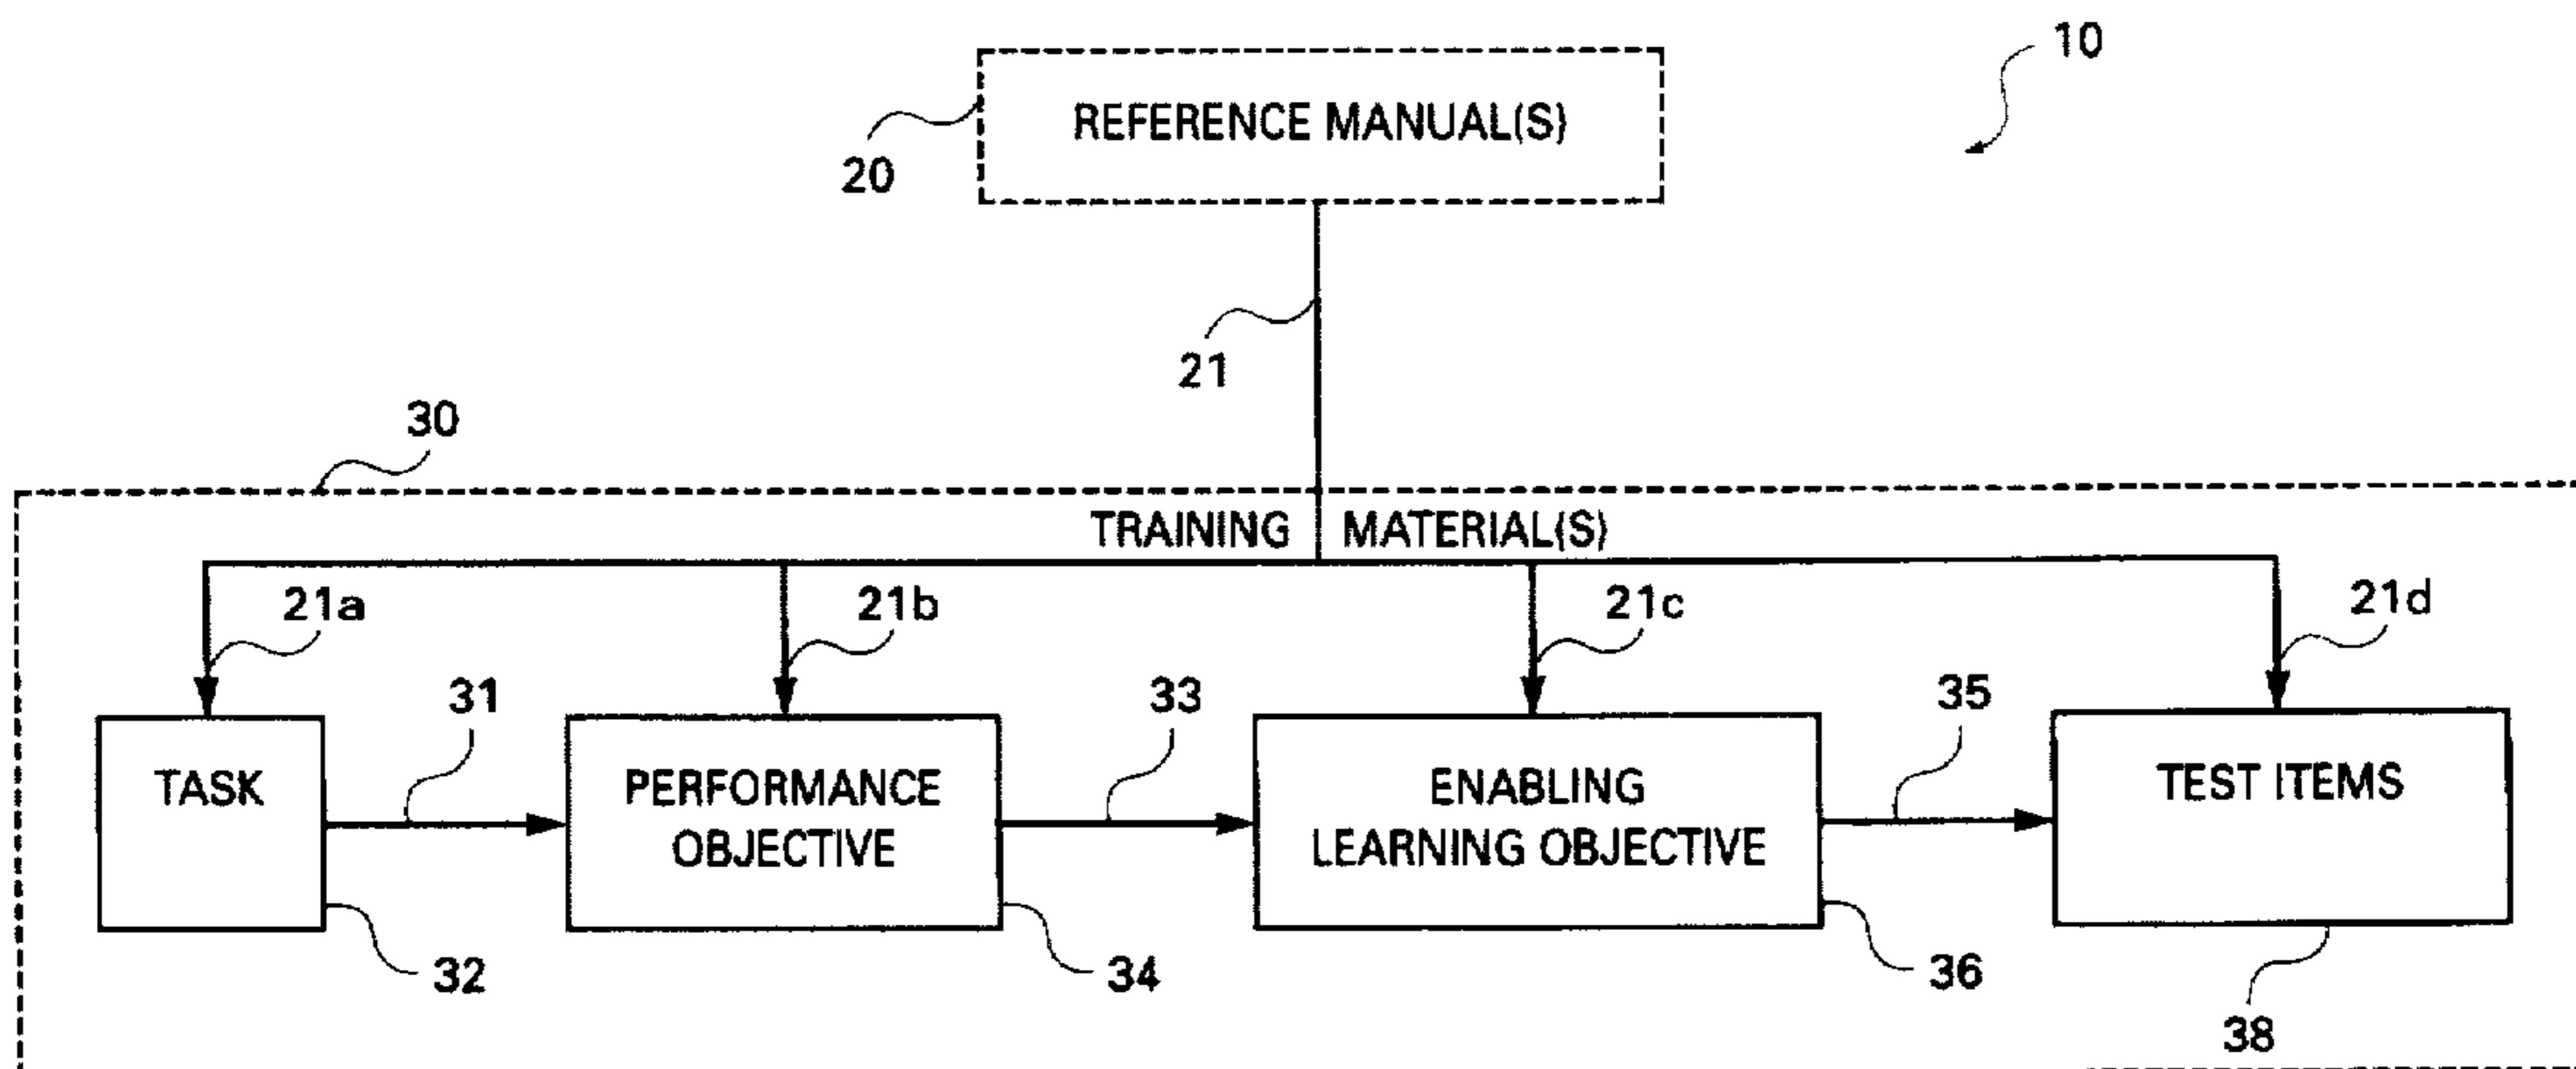 10
REFERENCE MANUAL(S)
20
21
30
TRAINING MATERIAL(S)
21a
21b
21c
21d
31
33
35
TASK
PERFORMANCE
OBJECTIVE
ENABLING
LEARNING OBJECTIVE
TEST ITEMS
32
34
36
38